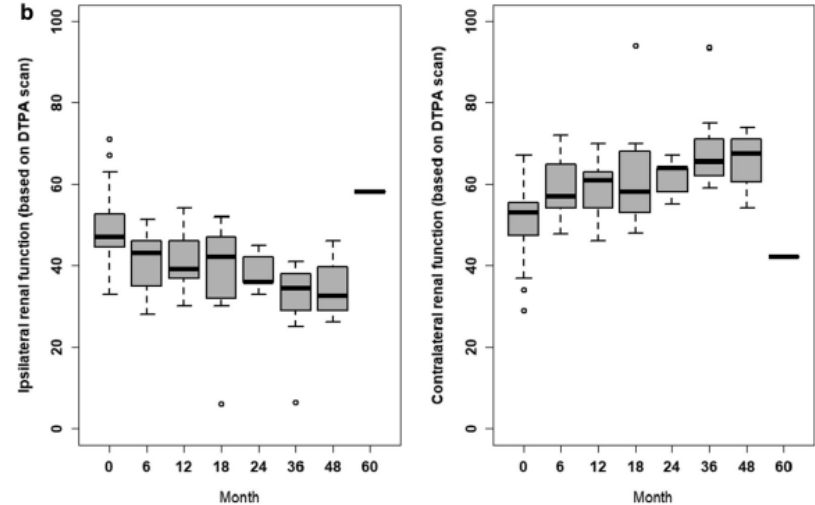 b
Ipsilateral renal function (based on DTPA scan)
100
80
60
40
20
0
0 6 12 18 24 36 48 60
Month
Contralateral renal function (based on DTPA scan)
100
80
60
40
20
0
0 6 12 18 24 36 48 60
Month